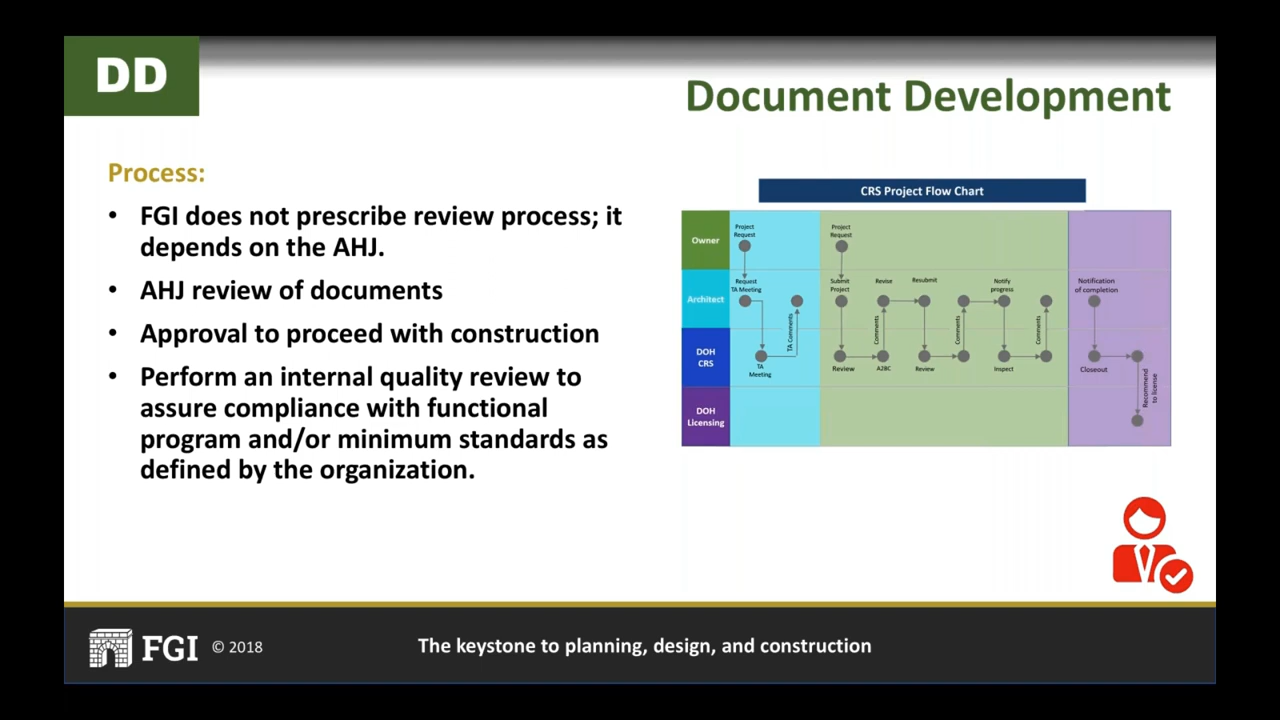 DD
Document Development
Process:
• FGI does not prescribe review process; it
depends on the AHJ.
• AHJ review of documents
• Approval to proceed with construction
• Perform an internal quality review to
assure compliance with functional
program and/or minimum standards as
defined by the organization.
CRS Project Flow Chart
Owner
Project
Request
Project
Request
Architect
Request
TA Meeting
Submit
Project
Revise
Resubmit
Notify
progress
Notification
of completion
TA Comments
Comments
Comments
Comments
DOH
CRS
TA
Meeting
Review
A2BC
Review
Inspect
Closeout
Recommend
to license
DOH
Licensing
FGI © 2018
The keystone to planning, design, and construction